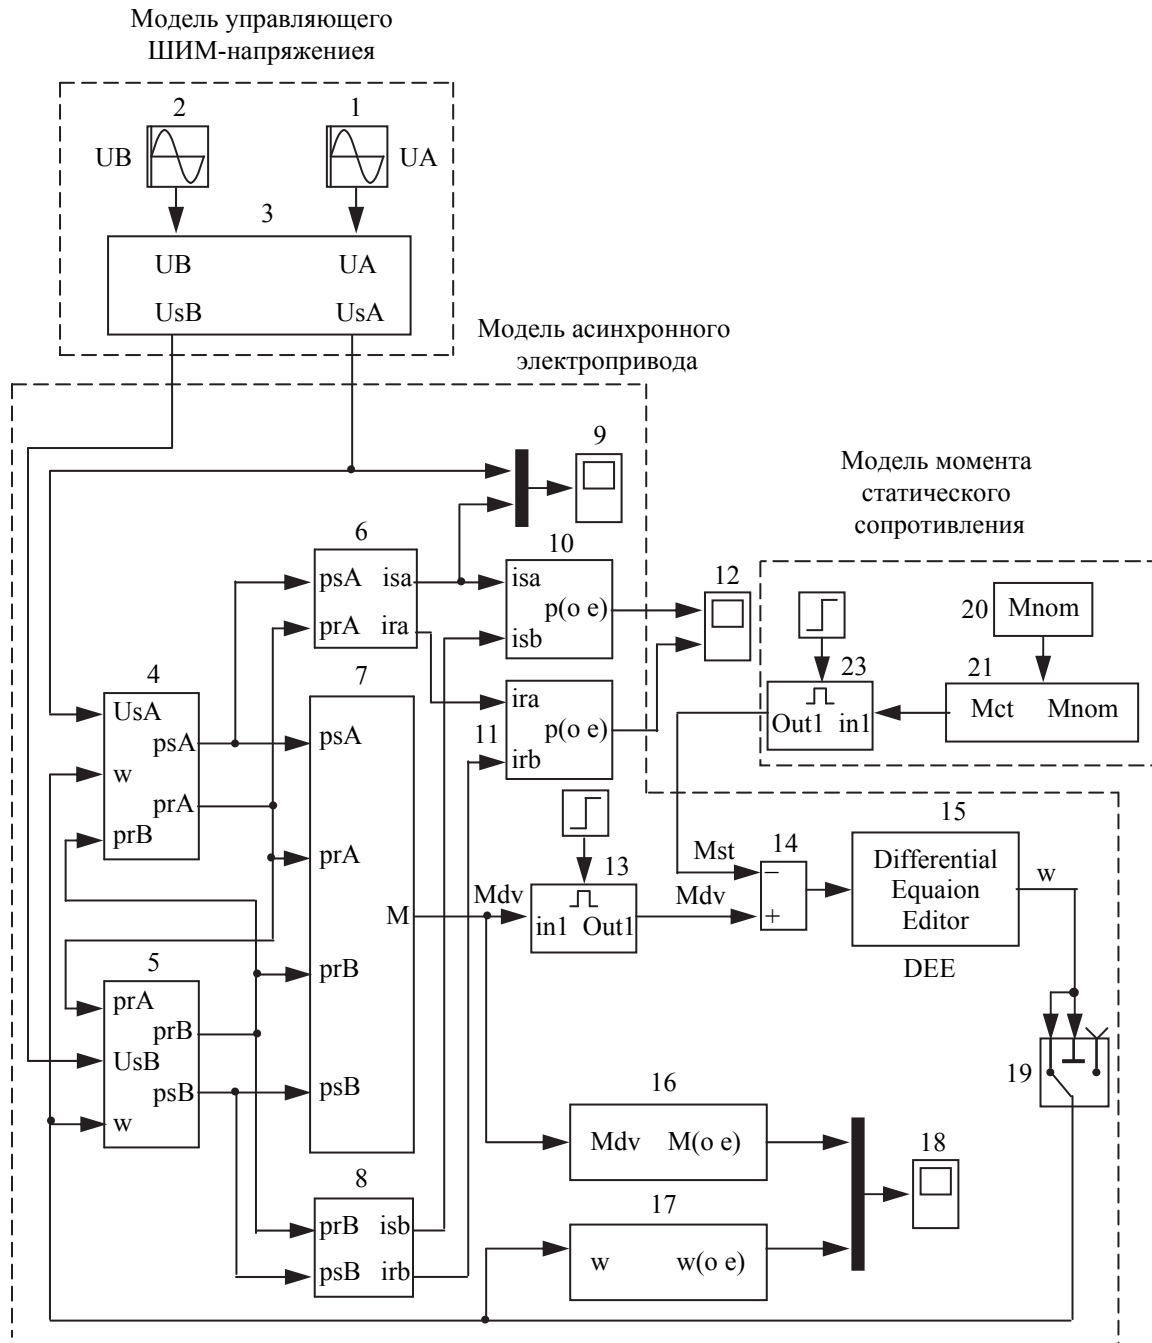 Модель управляющего
ШИМ-напряжениея
2
1
UB
UA
3
UB UA
UsB UsA
Модель асинхронного
электропривода
9
Модель момента
статического
сопротивления
6
psA isa
prA ira
10
isa
p(o e)
isb
12
20
Mnom
4
UsA
psA
w
prA
prB
7
psA
prA
M
prB
psB
ira
p(o e)
11
irb
23
Out1 in1
21
Mct Mnom
13
Mdv
in1 Out1
Mst
Mdv
14
−
+
15
Differential
Equaion
Editor
DEE
w
5
prA
prB
UsB
psB
w
19
16
Mdv M(o e)
18
8
prB isb
psB irb
17
w w(o e)